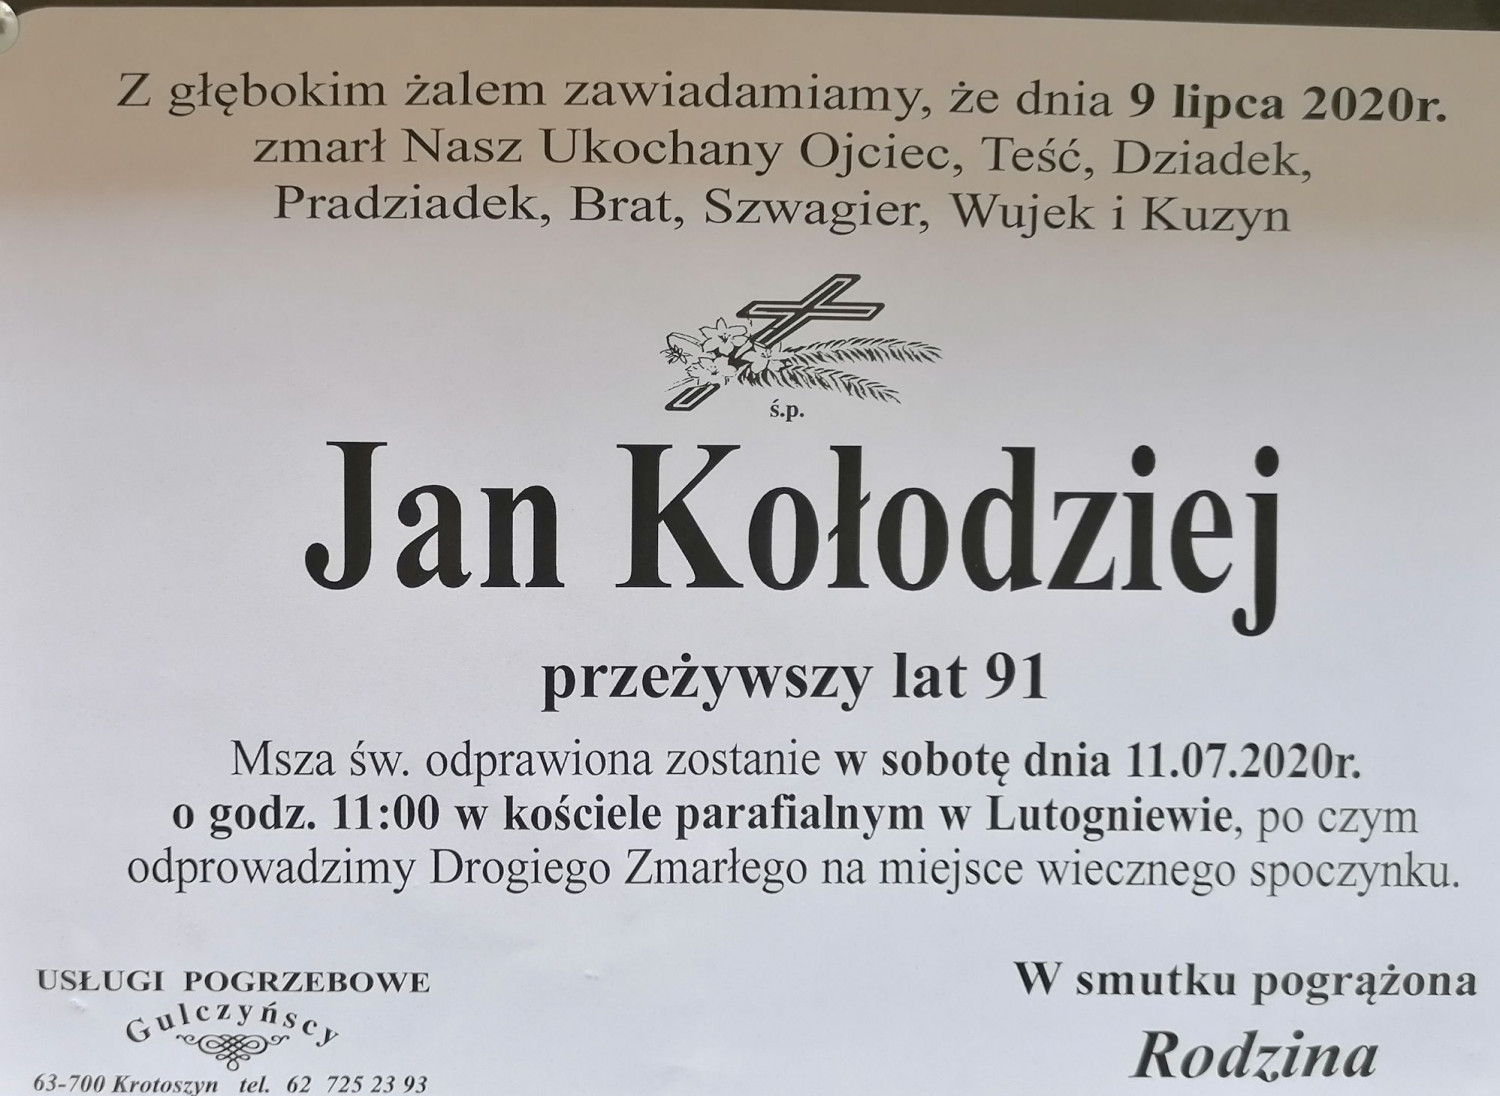 Z głębokim żalem zawiadamiamy, że dnia 9 lipca 2020r.
zmarł Nasz Ukochany Ojciec, Teść, Dziadek,
Pradziadek, Brat, Szwagier, Wujek i Kuzyn
ś.p.
Jan Kołodziej
przeżywszy lat 91
Msza św. odprawiona zostanie w sobotę dnia 11.07.2020r.
o godz. 11:00 w kościele parafialnym w Lutogniewie, po czym
odprowadzimy Drogiego Zmarłego na miejsce wiecznego spoczynku.
USŁUGI POGRZEBOWE
Gulczyńscy
63-700 Krotoszyn tel. 62 725 23 93
W smutku pogrążona
Rodzina